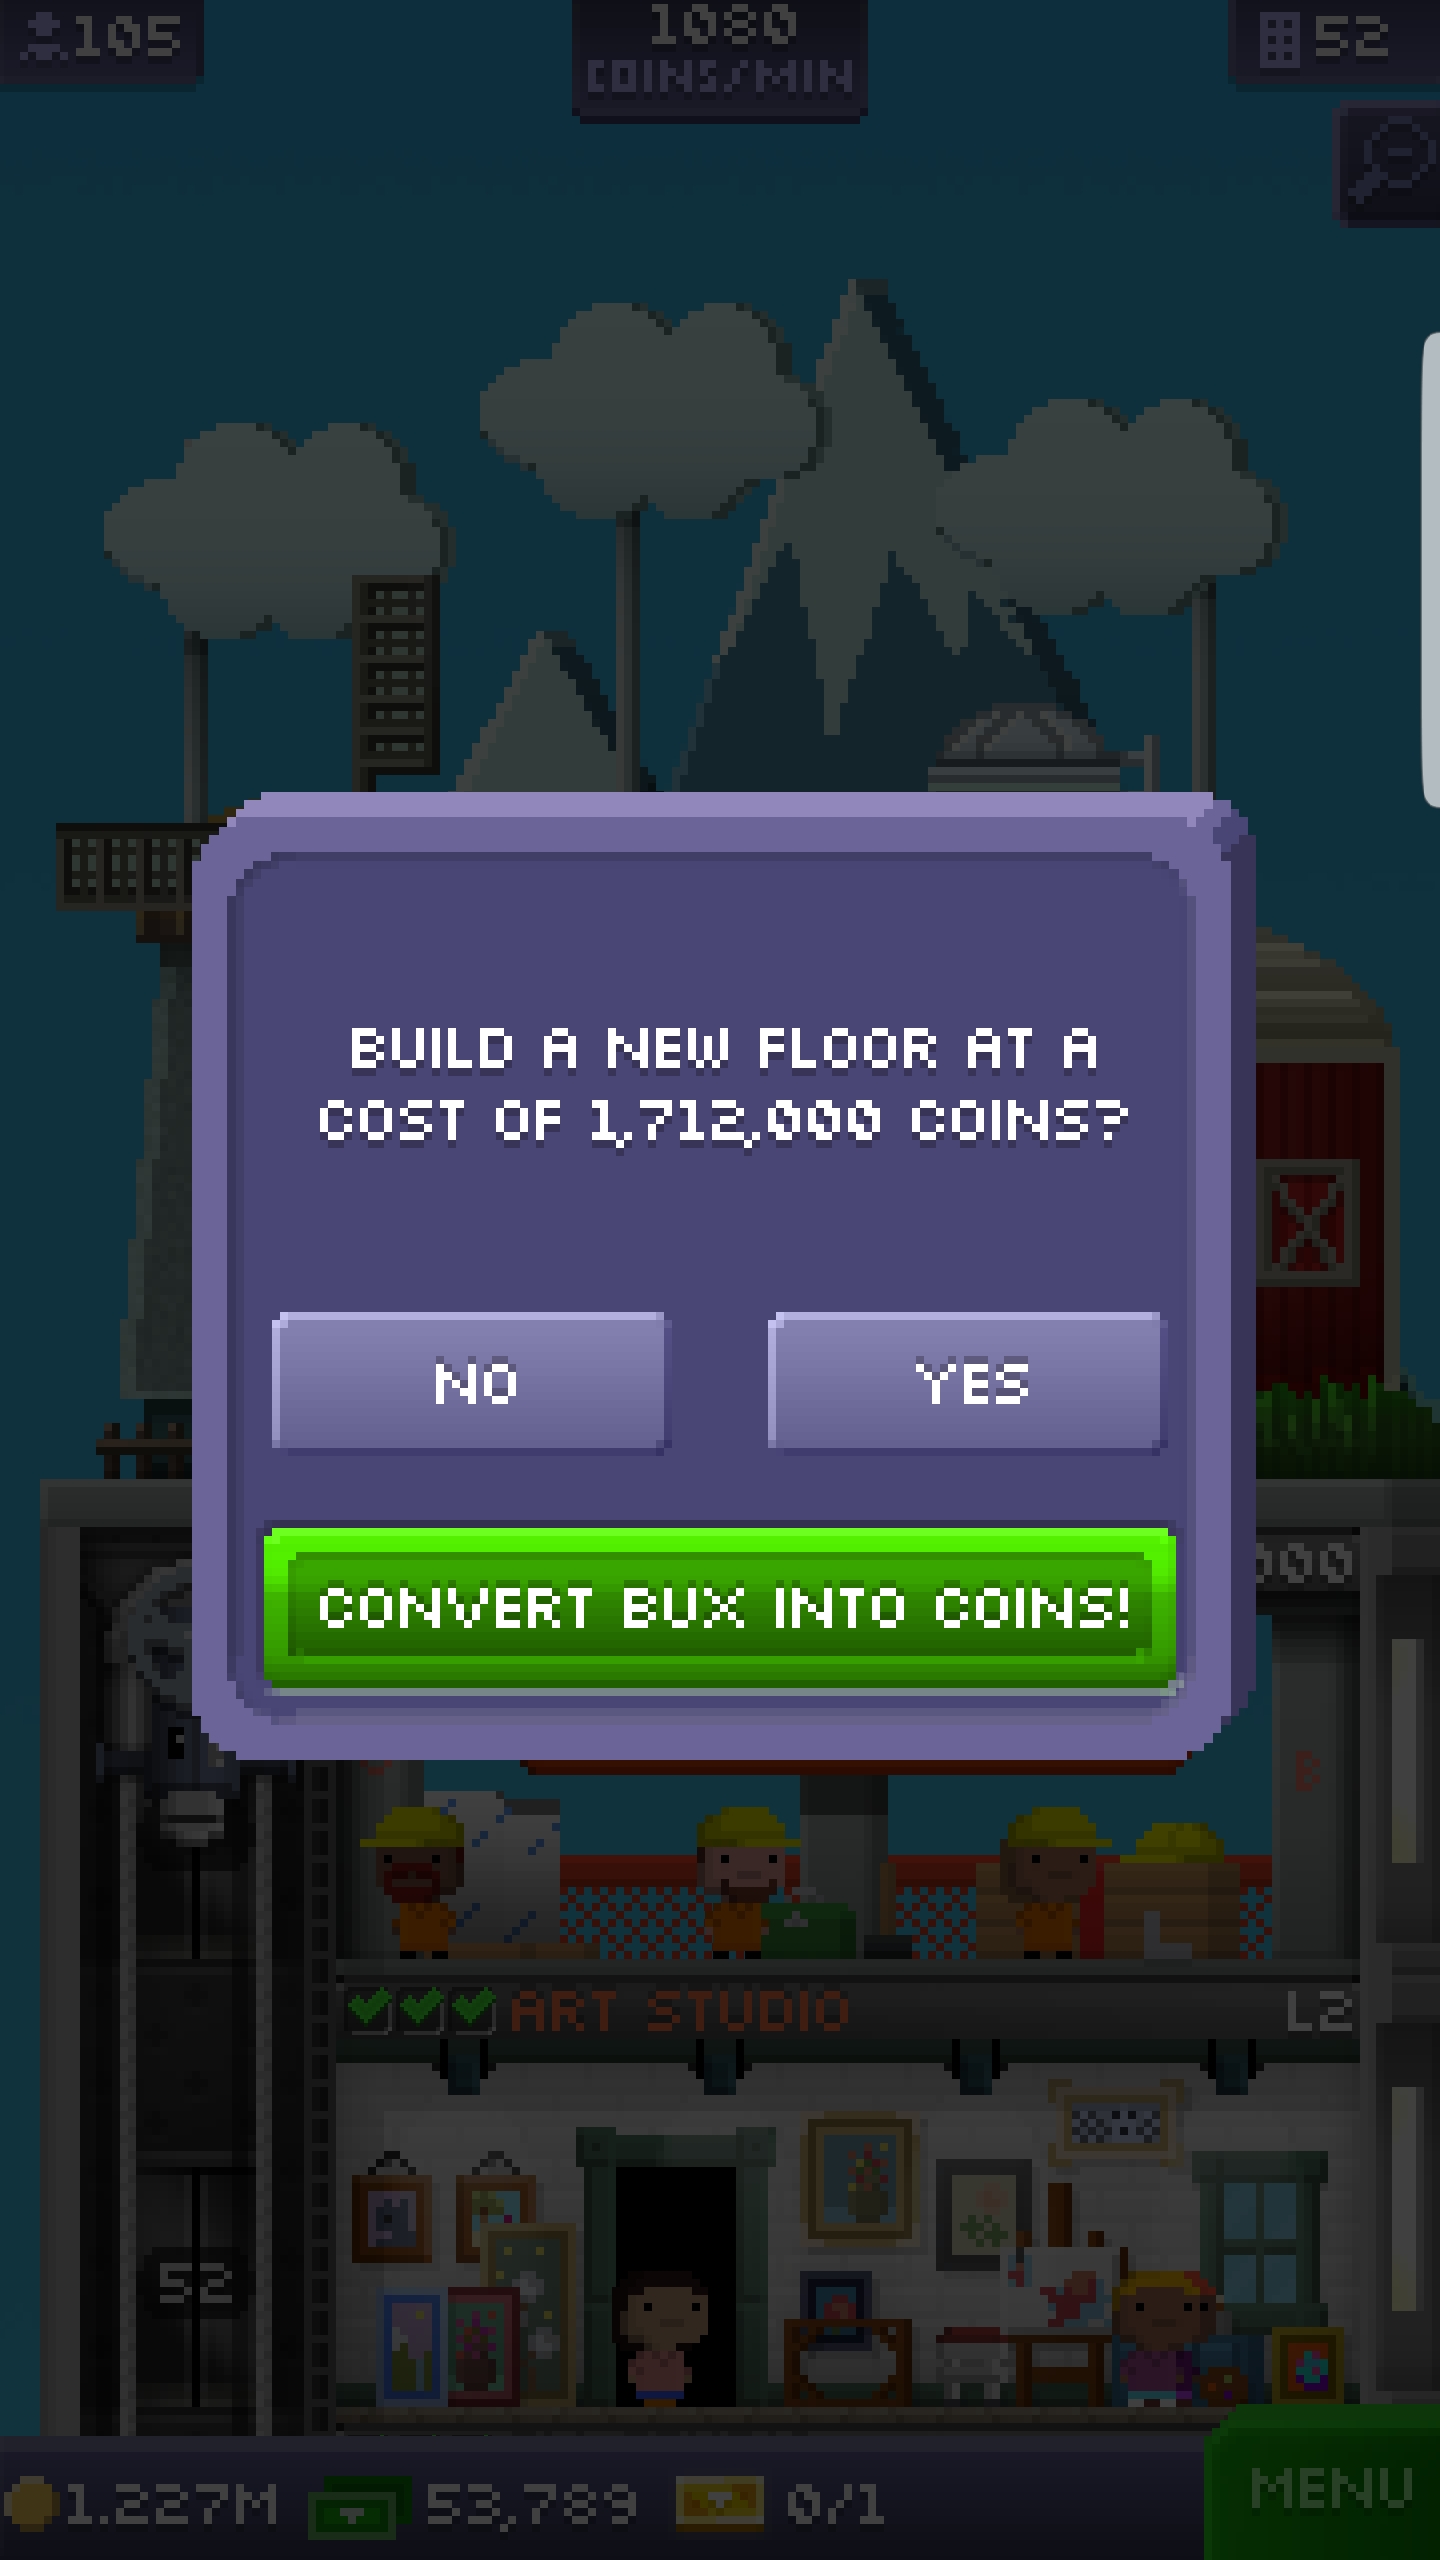 105
1080
COINS/MIN
52
BUILD A NEW FLOOR AT A
COST OF 1,712,000 COINS?
NO
YES
CONVERT BUX INTO COINS!
000
B
ART STUDIO
L2
52
1.227M
53,789
0/1
MENU